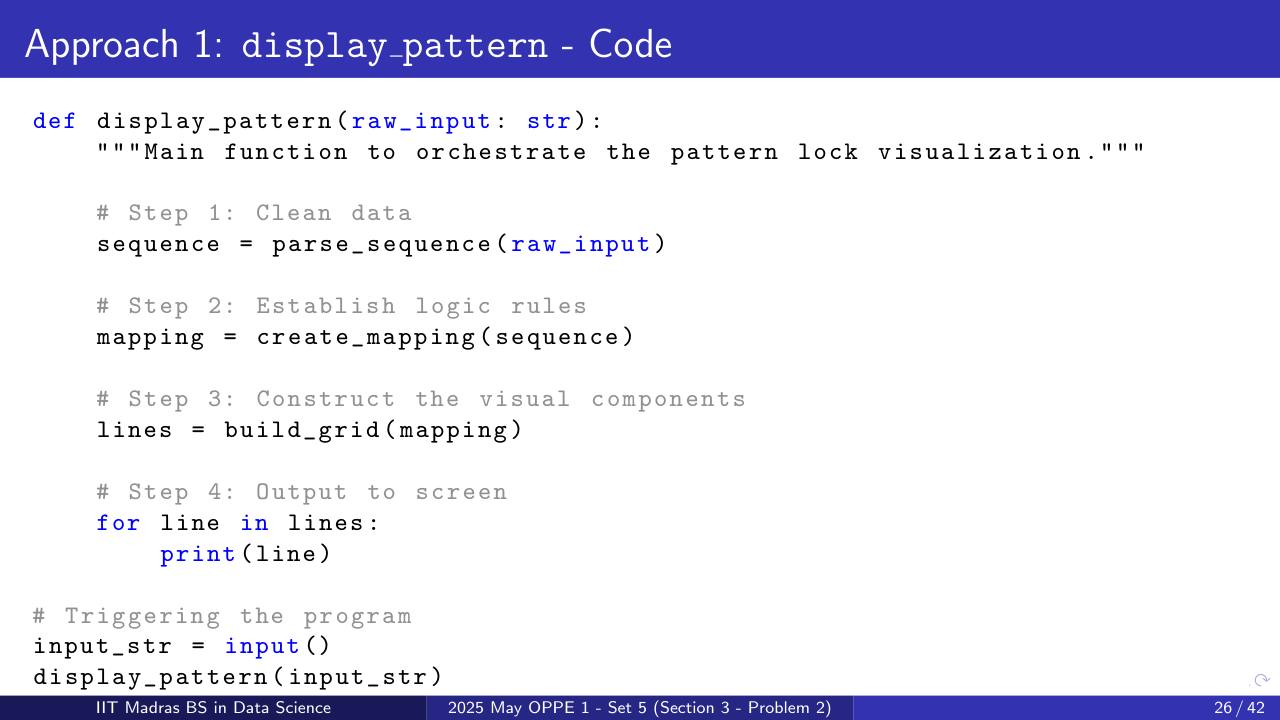 Approach 1: display_pattern - Code
def display_pattern(raw_input: str):
    """Main function to orchestrate the pattern lock visualization."""
    # Step 1: Clean data
    sequence = parse_sequence(raw_input)
    # Step 2: Establish logic rules
    mapping = create_mapping(sequence)
    # Step 3: Construct the visual components
    lines = build_grid(mapping)
    # Step 4: Output to screen
    for line in lines:
        print(line)
# Triggering the program
input_str = input()
display_pattern(input_str)
IIT Madras BS in Data Science
2025 May OPPE 1 - Set 5 (Section 3 - Problem 2)
26 / 42